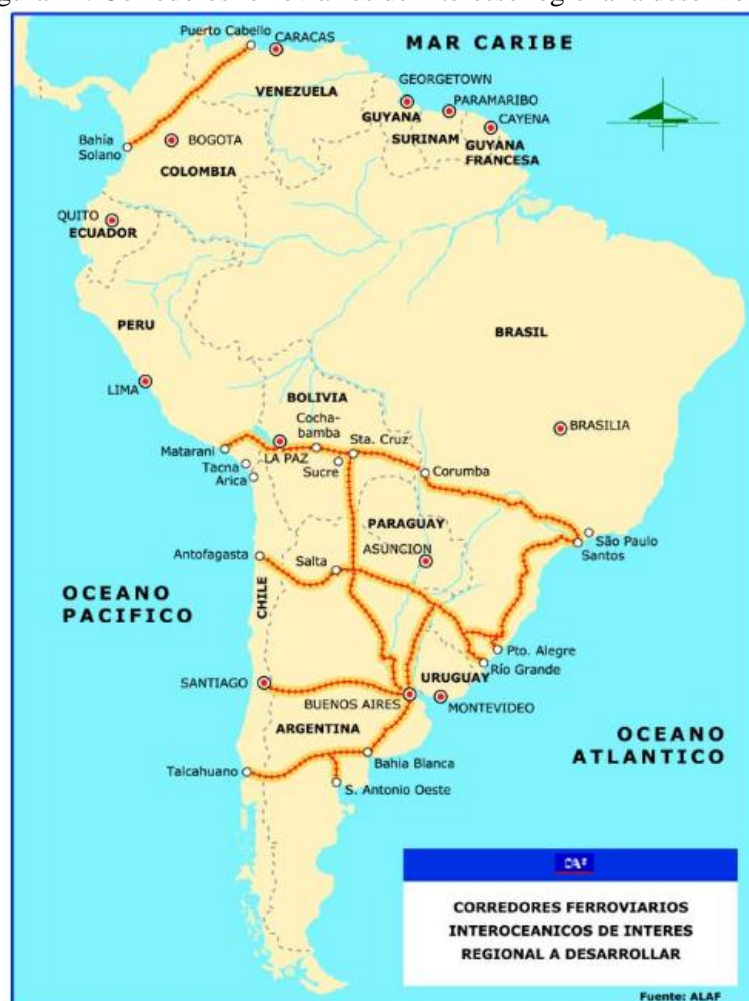 Puerto Cabello
CARACAS
MAR CARIBE
VENEZUELA
GEORGETOWN
PARAMARIBO
GUYANA
CAYENA
SURINAM
GUYANA
FRANCESA
Bahía
Solano
BOGOTA
COLOMBIA
QUITO
ECUADOR
PERU
BRASIL
LIMA
BOLIVIA
Cocha-
bamba
BRASILIA
Matarani
LA PAZ
Sta. Cruz
Tacna
Sucre
Corumba
Arica
PARAGUAY
São Paulo
Santos
Antofagasta
Salta
ASUNCION
OCEANO
PACIFICO
CHILE
Pto. Alegre
Río Grande
SANTIAGO
URUGUAY
BUENOS AIRES
MONTEVIDEO
ARGENTINA
OCEANO
ATLANTICO
Talcahuano
Bahia Blanca
S. Antonio Oeste
CAF
CORREDORES FERROVIARIOS
INTEROCEANICOS DE INTERES
REGIONAL A DESARROLLAR
Fuente: ALAF